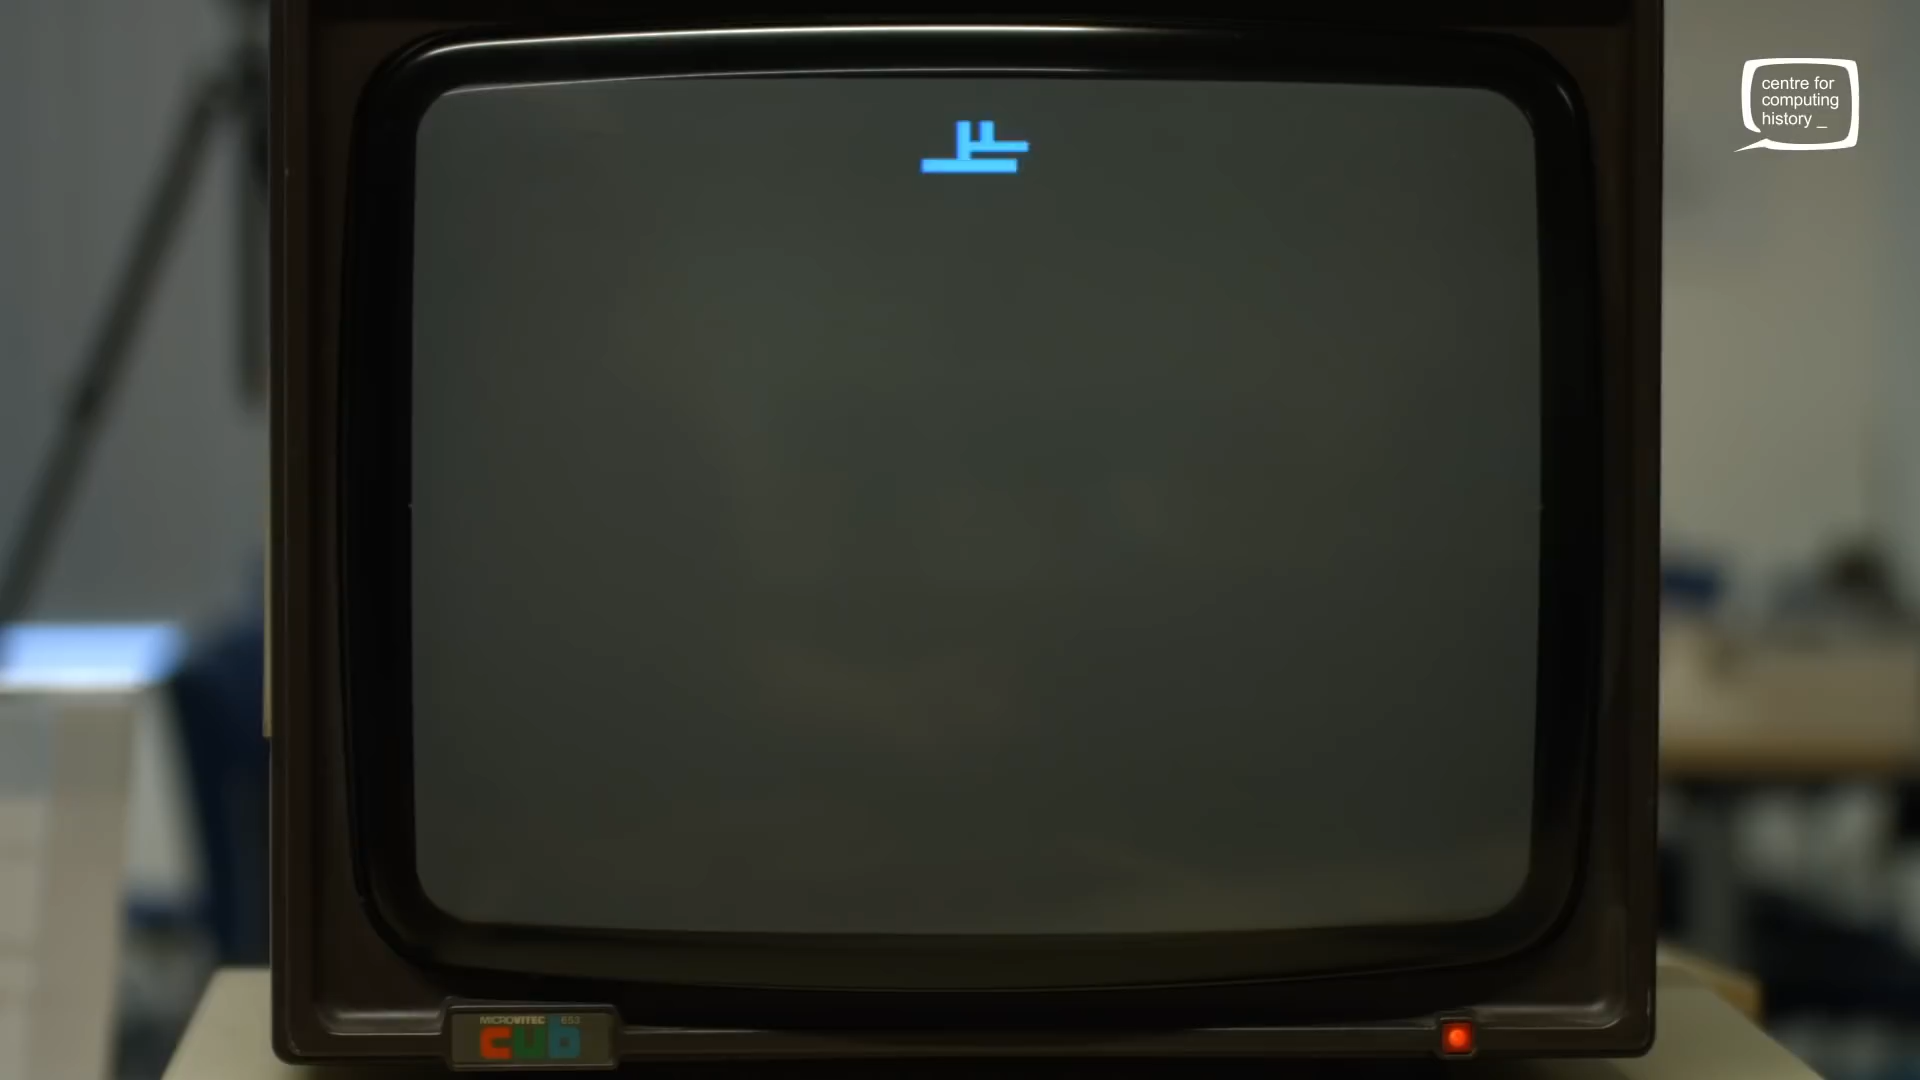 centre for
computing
history _
MICROVITEC 653
cub